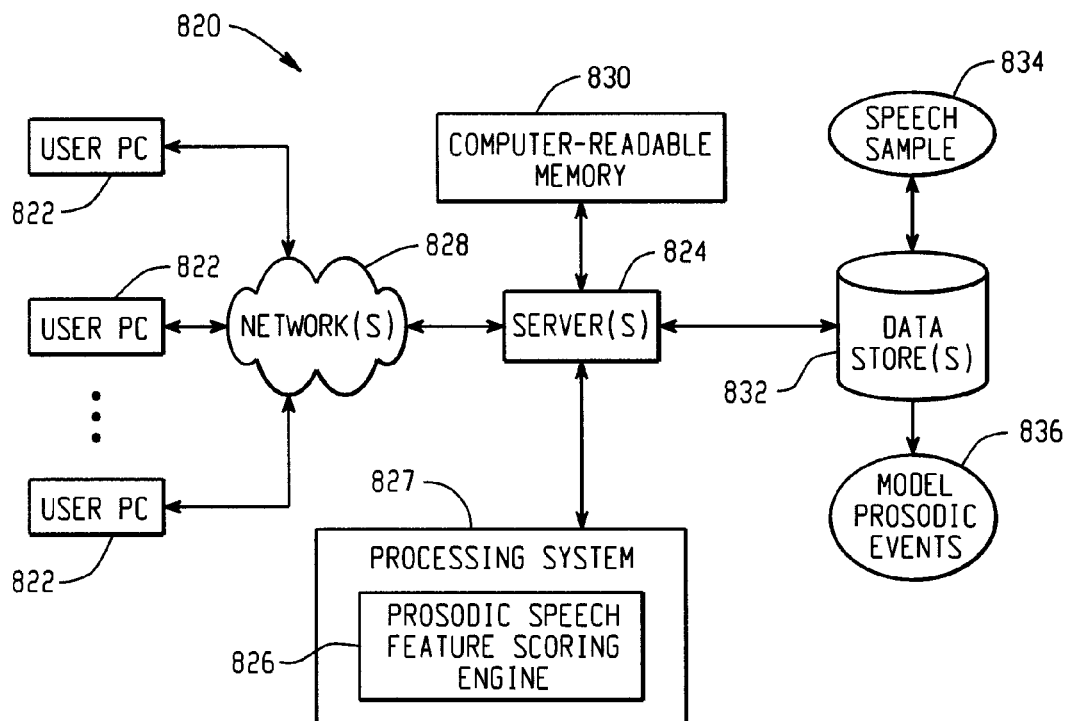 820
830
834
USER PC
COMPUTER-READABLE
MEMORY
SPEECH
SAMPLE
822
828
822
824
USER PC
NETWORK(S)
SERVER(S)
DATA
STORE(S)
832
836
827
USER PC
MODEL
PROSODIC
EVENTS
822
PROCESSING SYSTEM
PROSODIC SPEECH
FEATURE SCORING
ENGINE
826